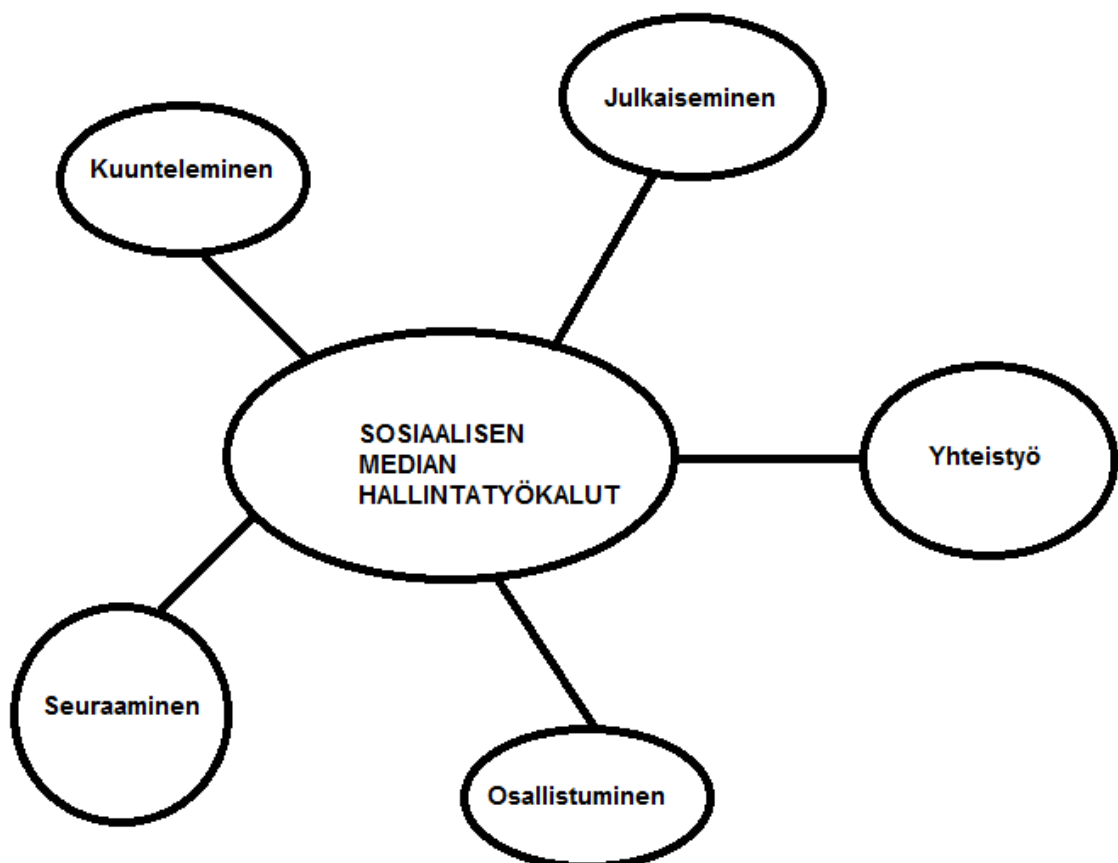 Julkaiseminen
Kuunteleminen
SOSIAALISEN
MEDIAN
HALLINTATYÖKALUT
Yhteistyö
Seuraaminen
Osallistuminen